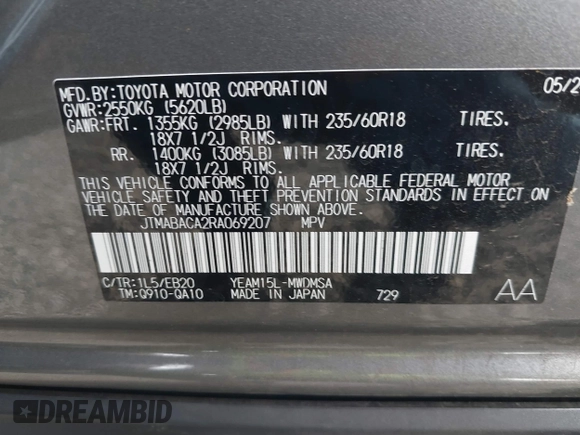 MFD.BY:TOYOTA MOTOR CORPORATION 05/2
GVWR:2550KG (5620LB)
GAWR:FRT. 1355KG (2985LB) WITH 235/60R18 TIRES.
18X7 1/2J RIMS.
RR. 1400KG (3085LB) WITH 235/60R18 TIRES.
18X7 1/2J RIMS.
THIS VEHICLE CONFORMS TO ALL APPLICABLE FEDERAL MOTOR
VEHICLE SAFETY AND THEFT PREVENTION STANDARDS IN EFFECT ON
THE DATE OF MANUFACTURE SHOWN ABOVE.
JTMABACA2RA069207 MPV
C/TR:1L5/EB20 YEAM15L-MWDMSA
TM:Q910-QA10 MADE IN JAPAN 729 AA
DREAMBID